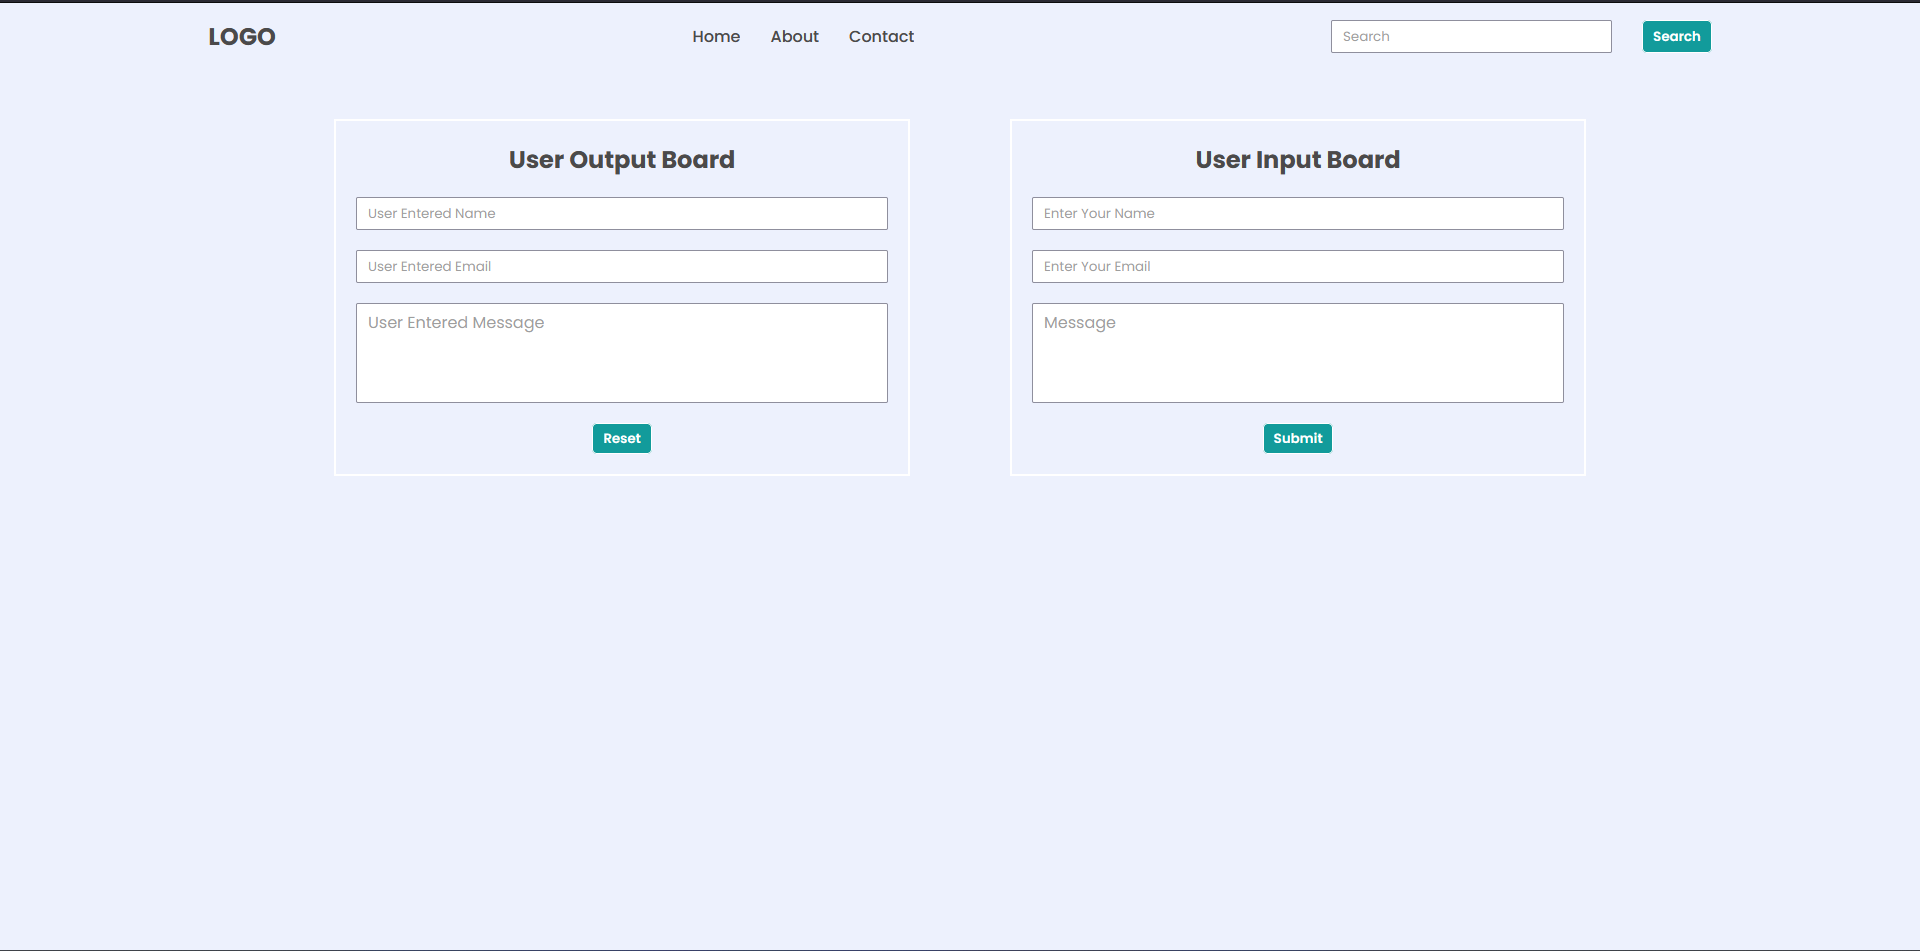 LOGO
Home About Contact
Search
Search
User Output Board
User Entered Name
User Entered Email
User Entered Message
Reset
User Input Board
Enter Your Name
Enter Your Email
Message
Submit